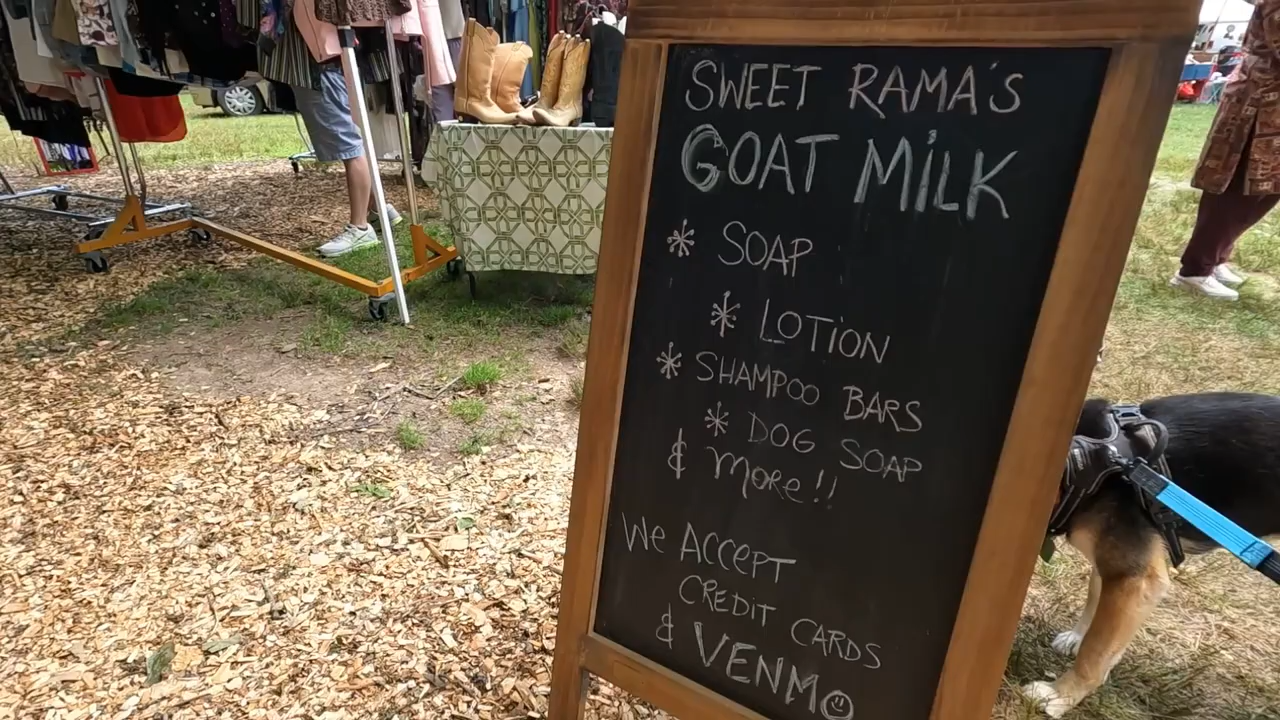 SWEET RAMA'S
GOAT MiLK
* SOAP
* LOTiON
* SHAMPOO BARS
* DOG SOAP
& More!!
We ACCePT
CREDiT CARDS
& VENMO